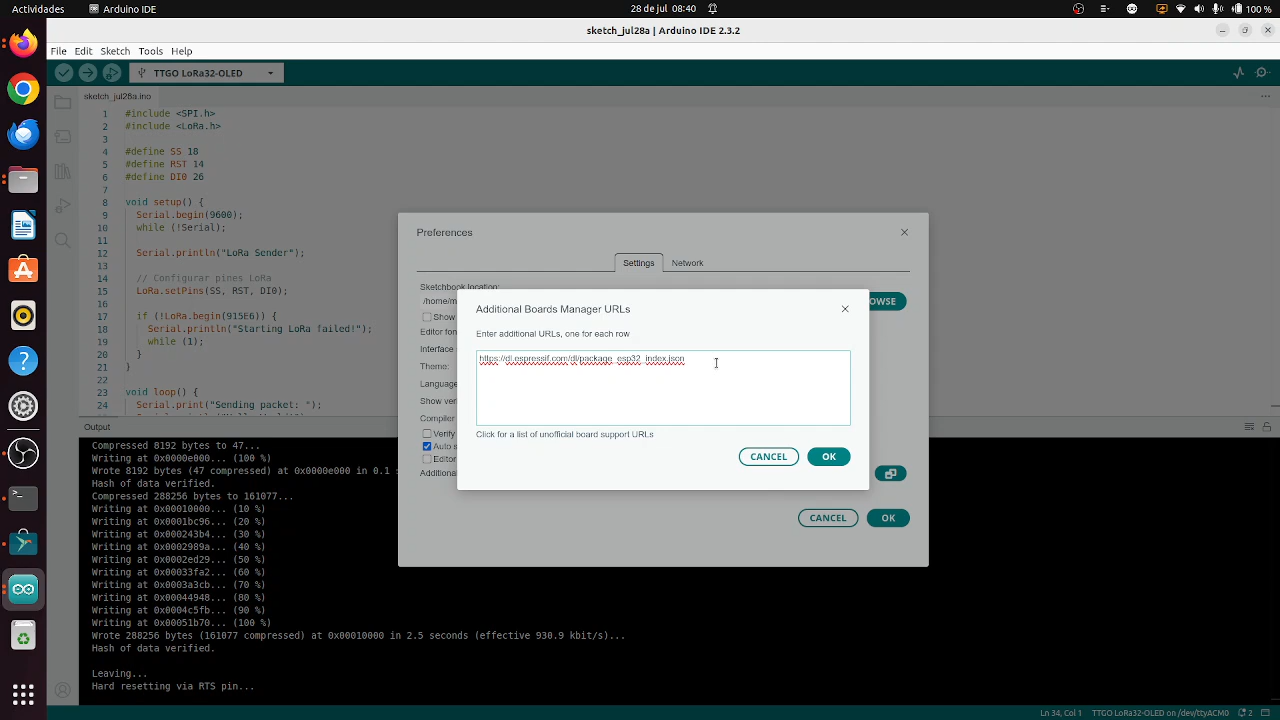 Actividades
Arduino IDE
28 de jul 08:40
100 %
sketch_jul28a | Arduino IDE 2.3.2
File Edit Sketch Tools Help
TTGO LoRa32-OLED
sketch_jul28a.ino
1 #include <SPI.h>
2 #include <LoRa.h>
3
4 #define SS 18
5 #define RST 14
6 #define DI0 26
7
8 void setup() {
9 Serial.begin(9600);
10 while (!Serial);
11
12 Serial.println("LoRa Sender");
13
14 // Configurar pines LoRa
15 LoRa.setPins(SS, RST, DI0);
16
17 if (!LoRa.begin(915E6)) {
18 Serial.println("Starting LoRa failed!");
19 while (1);
20 }
21 }
22
23 void loop() {
24 Serial.print("Sending packet: ");
Preferences
Settings Network
Sketchbook location:
/home/m
OWSE
Show
Editor fon
Interface
Theme:
Language
Show ver
Compiler
Verify
Auto s
Editor
Additional
CANCEL OK
Additional Boards Manager URLs
Enter additional URLs, one for each row
https://dl.espressif.com/dl/package_esp32_index.json
Click for a list of unofficial board support URLs
CANCEL OK
Output
Compressed 8192 bytes to 47...
Writing at 0x0000e000... (100 %)
Wrote 8192 bytes (47 compressed) at 0x0000e000 in 0.1 s
Hash of data verified.
Compressed 288256 bytes to 161077...
Writing at 0x00010000... (10 %)
Writing at 0x0001bc96... (20 %)
Writing at 0x000243b4... (30 %)
Writing at 0x0002989a... (40 %)
Writing at 0x0002ed29... (50 %)
Writing at 0x00033fa2... (60 %)
Writing at 0x0003a3cb... (70 %)
Writing at 0x00044948... (80 %)
Writing at 0x0004c5fb... (90 %)
Writing at 0x00051b70... (100 %)
Wrote 288256 bytes (161077 compressed) at 0x00010000 in 2.5 seconds (effective 930.9 kbit/s)...
Hash of data verified.
Leaving...
Hard resetting via RTS pin...
Ln 34, Col 1 TTGO LoRa32-OLED on /dev/ttyACM0 2